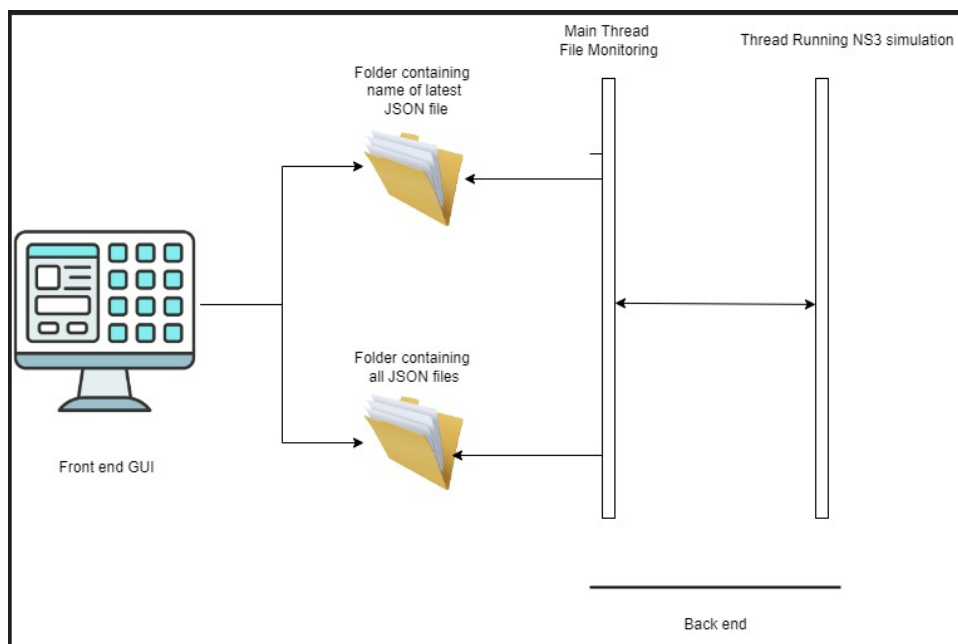 Main Thread
File Monitoring
Thread Running NS3 simulation
Folder containing
name of latest
JSON file
Folder containing
all JSON files
Front end GUI
Back end